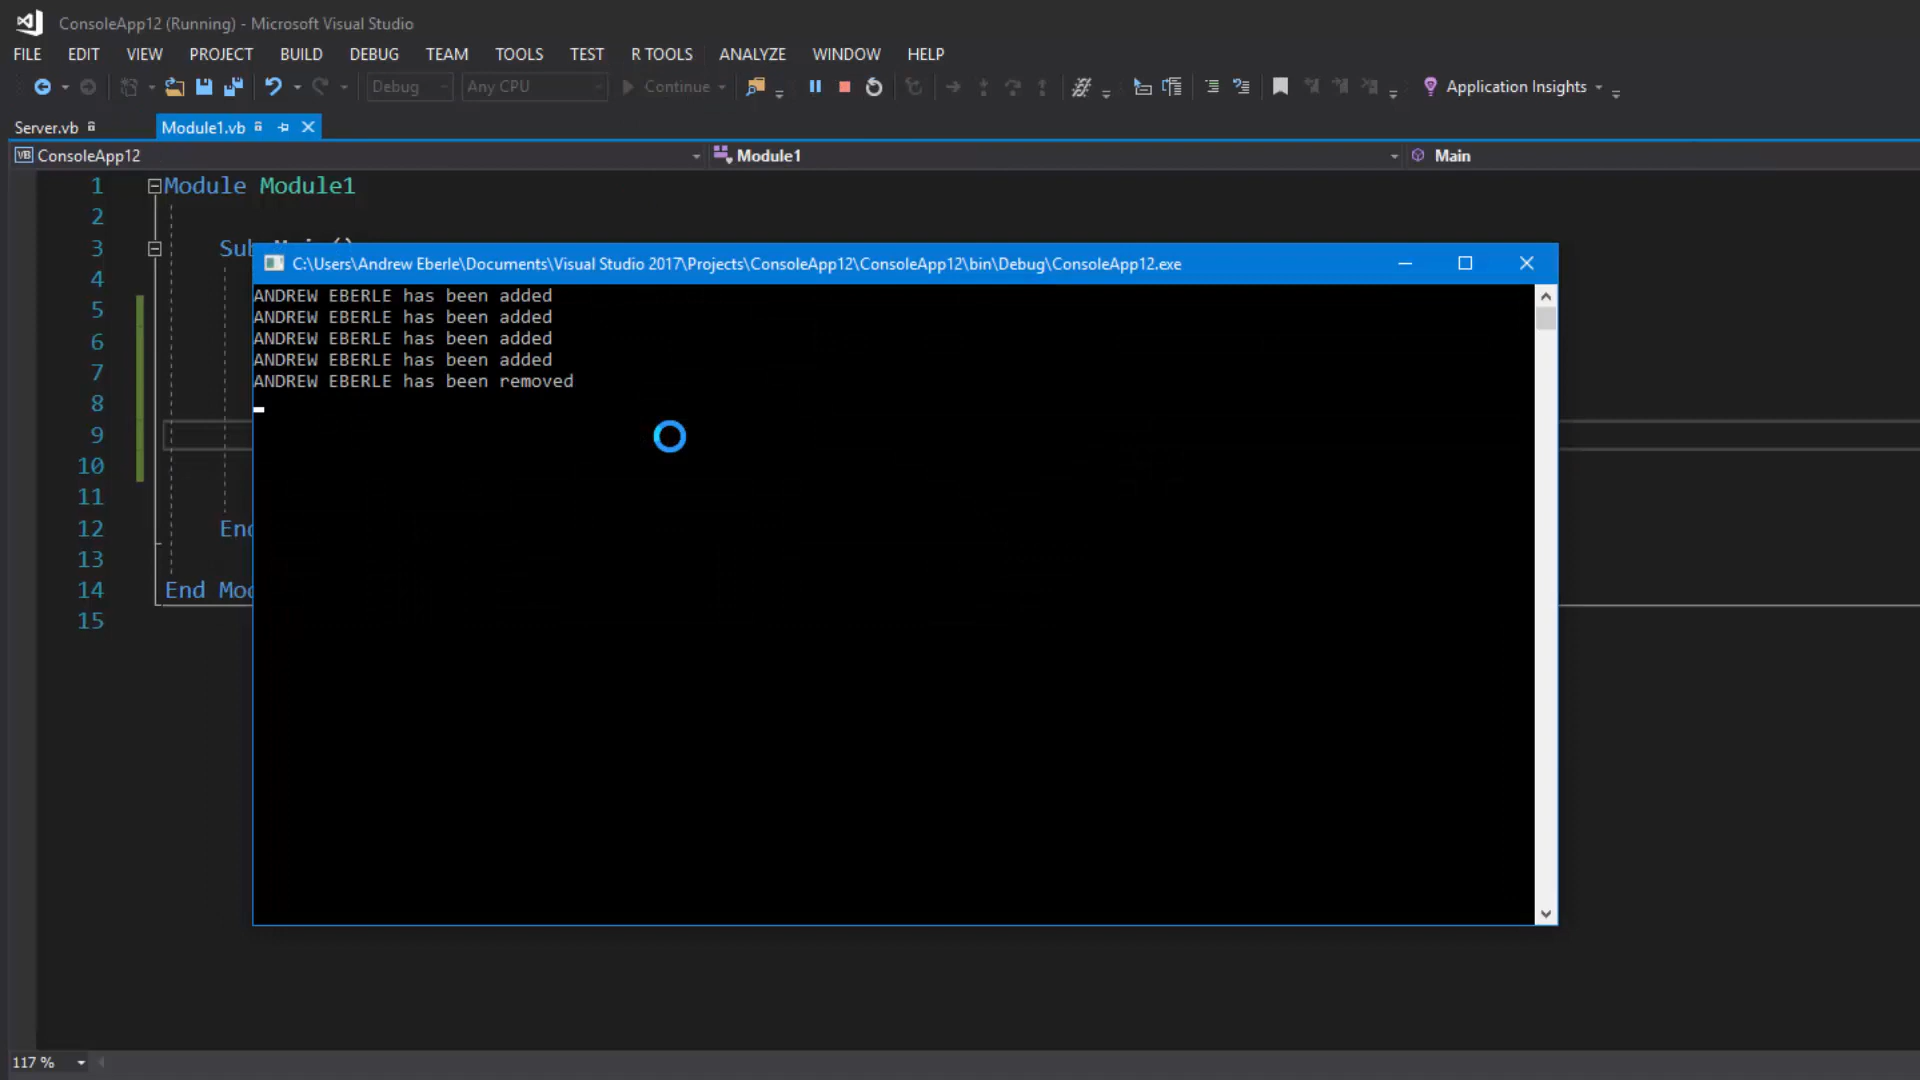 ConsoleApp12 (Running) - Microsoft Visual Studio
FILE EDIT VIEW PROJECT BUILD DEBUG TEAM TOOLS TEST R TOOLS ANALYZE WINDOW HELP
Debug Any CPU Continue Application Insights
Server.vb Module1.vb
VB ConsoleApp12 Module1 Main
1 Module Module1
2
3 Sub Main()
4
5
6
7
8
9
10
11
12 End
13
14 End Mod
15
C:\Users\Andrew Eberle\Documents\Visual Studio 2017\Projects\ConsoleApp12\ConsoleApp12\bin\Debug\ConsoleApp12.exe
ANDREW EBERLE has been added
ANDREW EBERLE has been added
ANDREW EBERLE has been added
ANDREW EBERLE has been added
ANDREW EBERLE has been removed
117 %